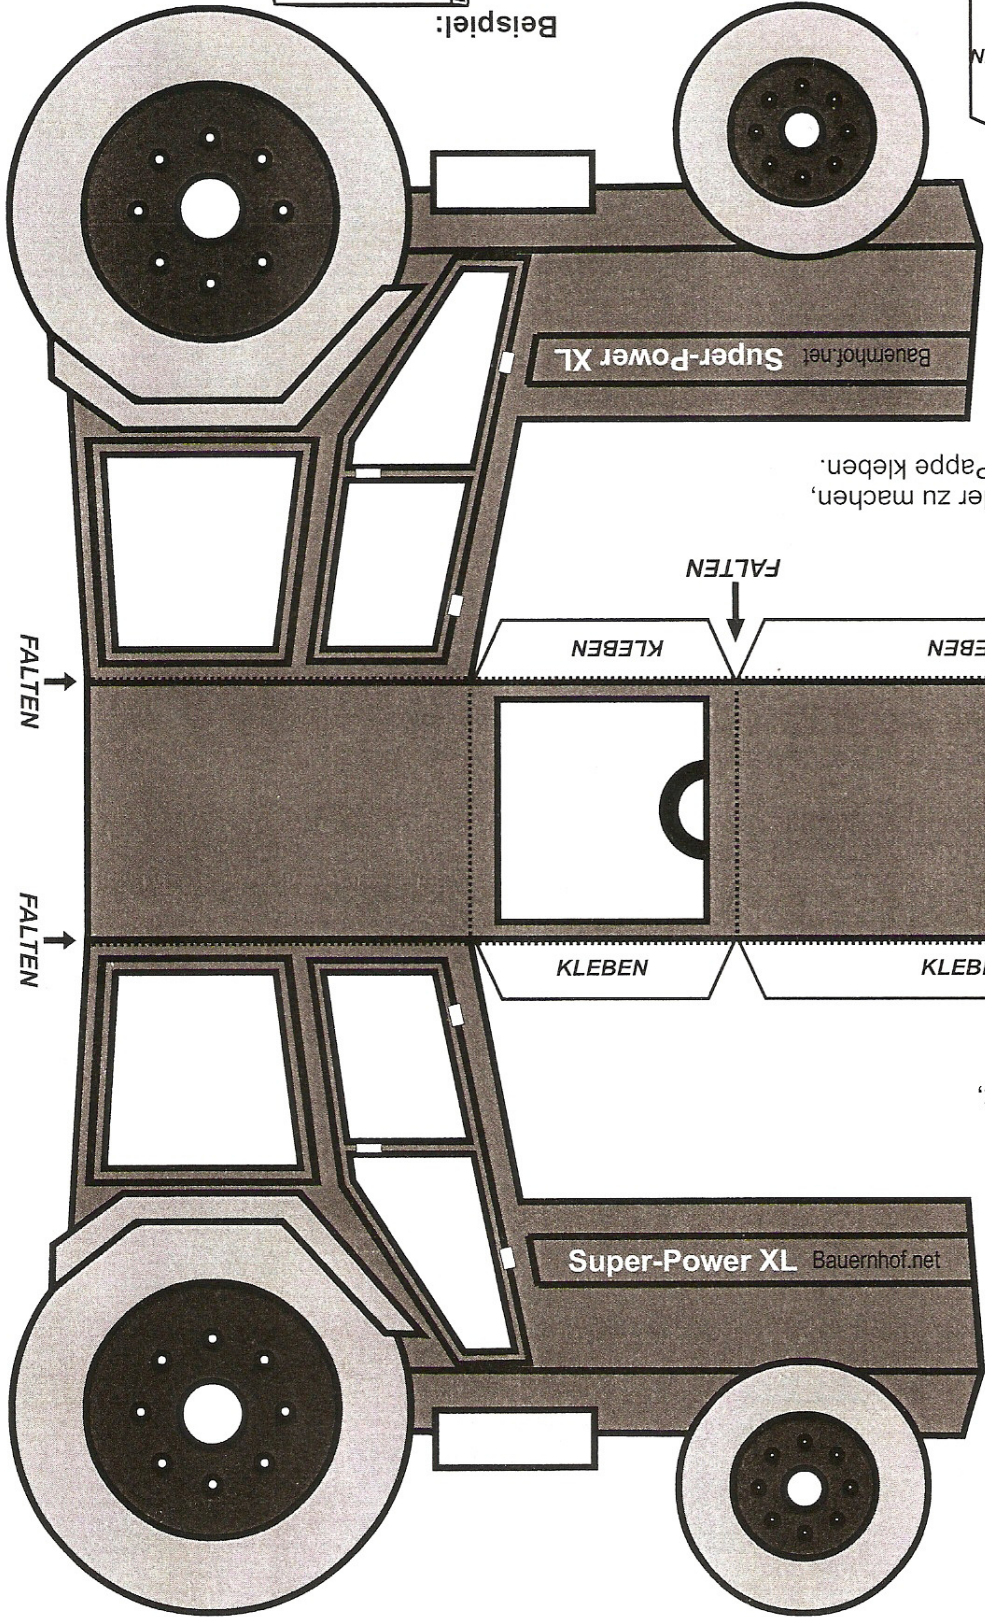 Beispiel:
Super-Power XL Bauernhof.net
Pappe kleben.
zu machen,
FALTEN
KLEBEN
FALTEN
FALTEN
KLEBEN
Super-Power XL Bauernhof.net